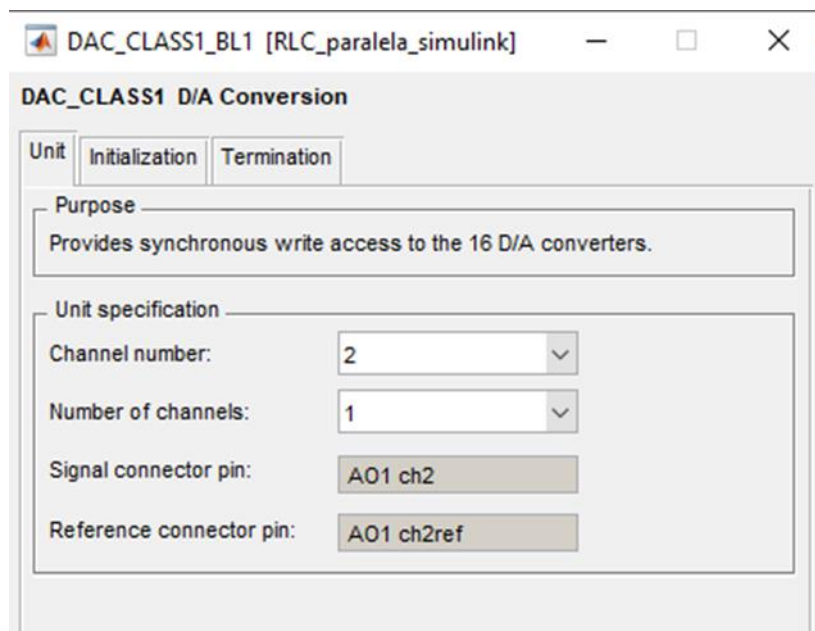 DAC_CLASS1_BL1 [RLC_paralela_simulink]
DAC_CLASS1 D/A Conversion
Unit Initialization Termination
Purpose
Provides synchronous write access to the 16 D/A converters.
Unit specification
Channel number: 2
Number of channels: 1
Signal connector pin: AO1 ch2
Reference connector pin: AO1 ch2ref